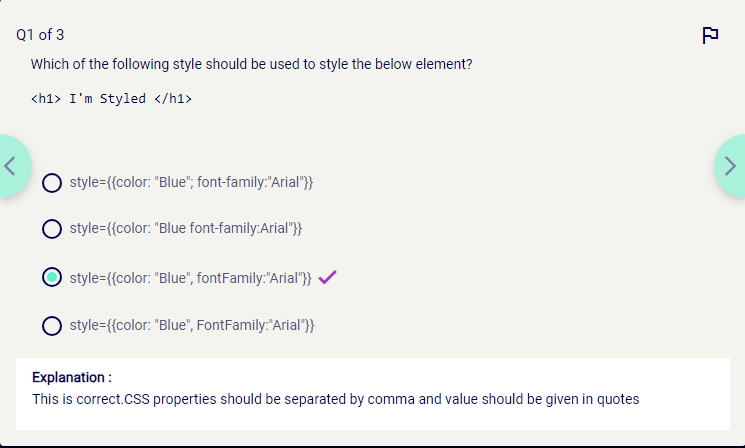 Q1 of 3
Which of the following style should be used to style the below element?
<h1> I'm Styled </h1>
style={{color: "Blue"; font-family:"Arial"}}
style={{color: "Blue font-family:Arial"}}
style={{color: "Blue", fontFamily:"Arial"}}
style={{color: "Blue", FontFamily:"Arial"}}
Explanation :
This is correct.CSS properties should be separated by comma and value should be given in quotes